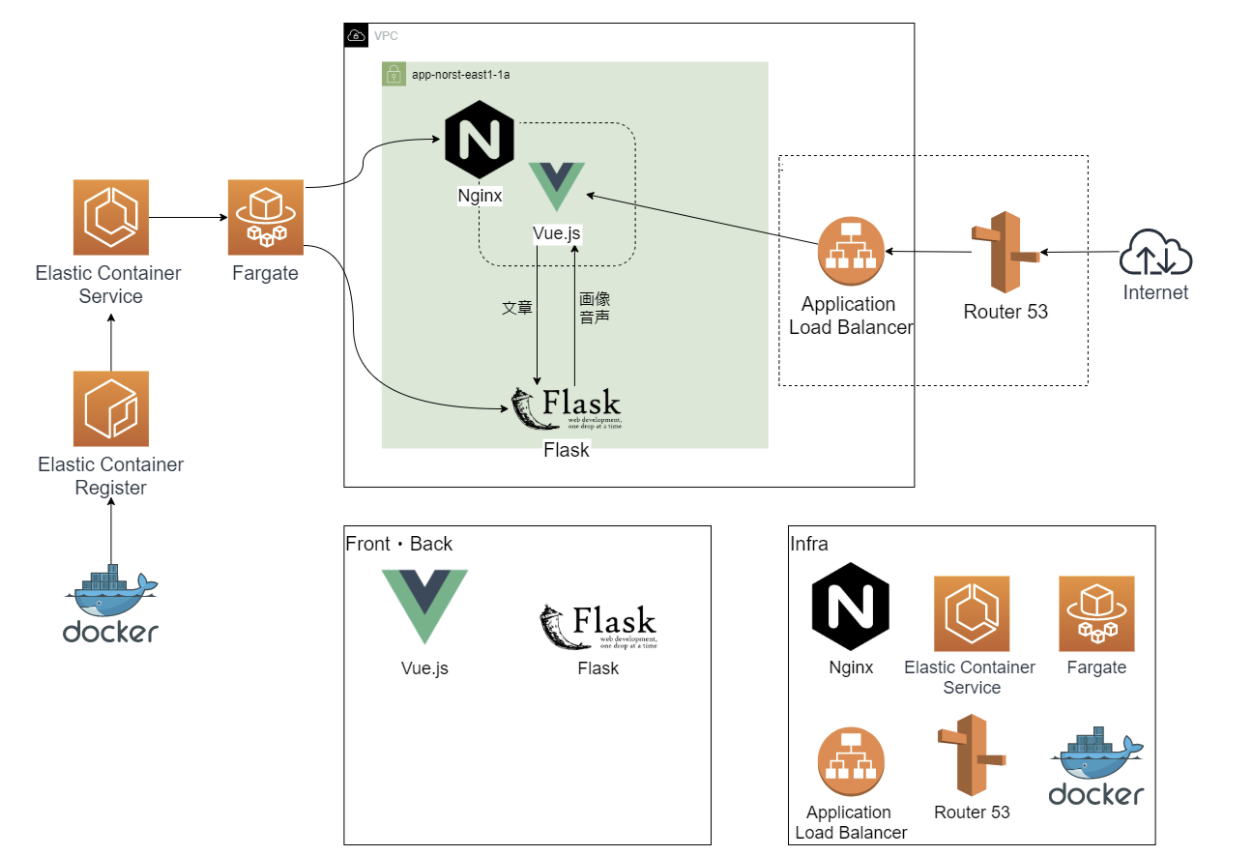 VPC
app-norst-east1-1a
N
Nginx
Vue.js
文章
画像
音声
Flask
web development,
one drop at a time
Flask
Elastic Container
Service
Fargate
Elastic Container
Register
docker
Application
Load Balancer
Router 53
Internet
Front・Back
Vue.js
Flask
web development,
one drop at a time
Flask
Infra
N
Nginx
Elastic Container
Service
Fargate
Application
Load Balancer
Router 53
docker